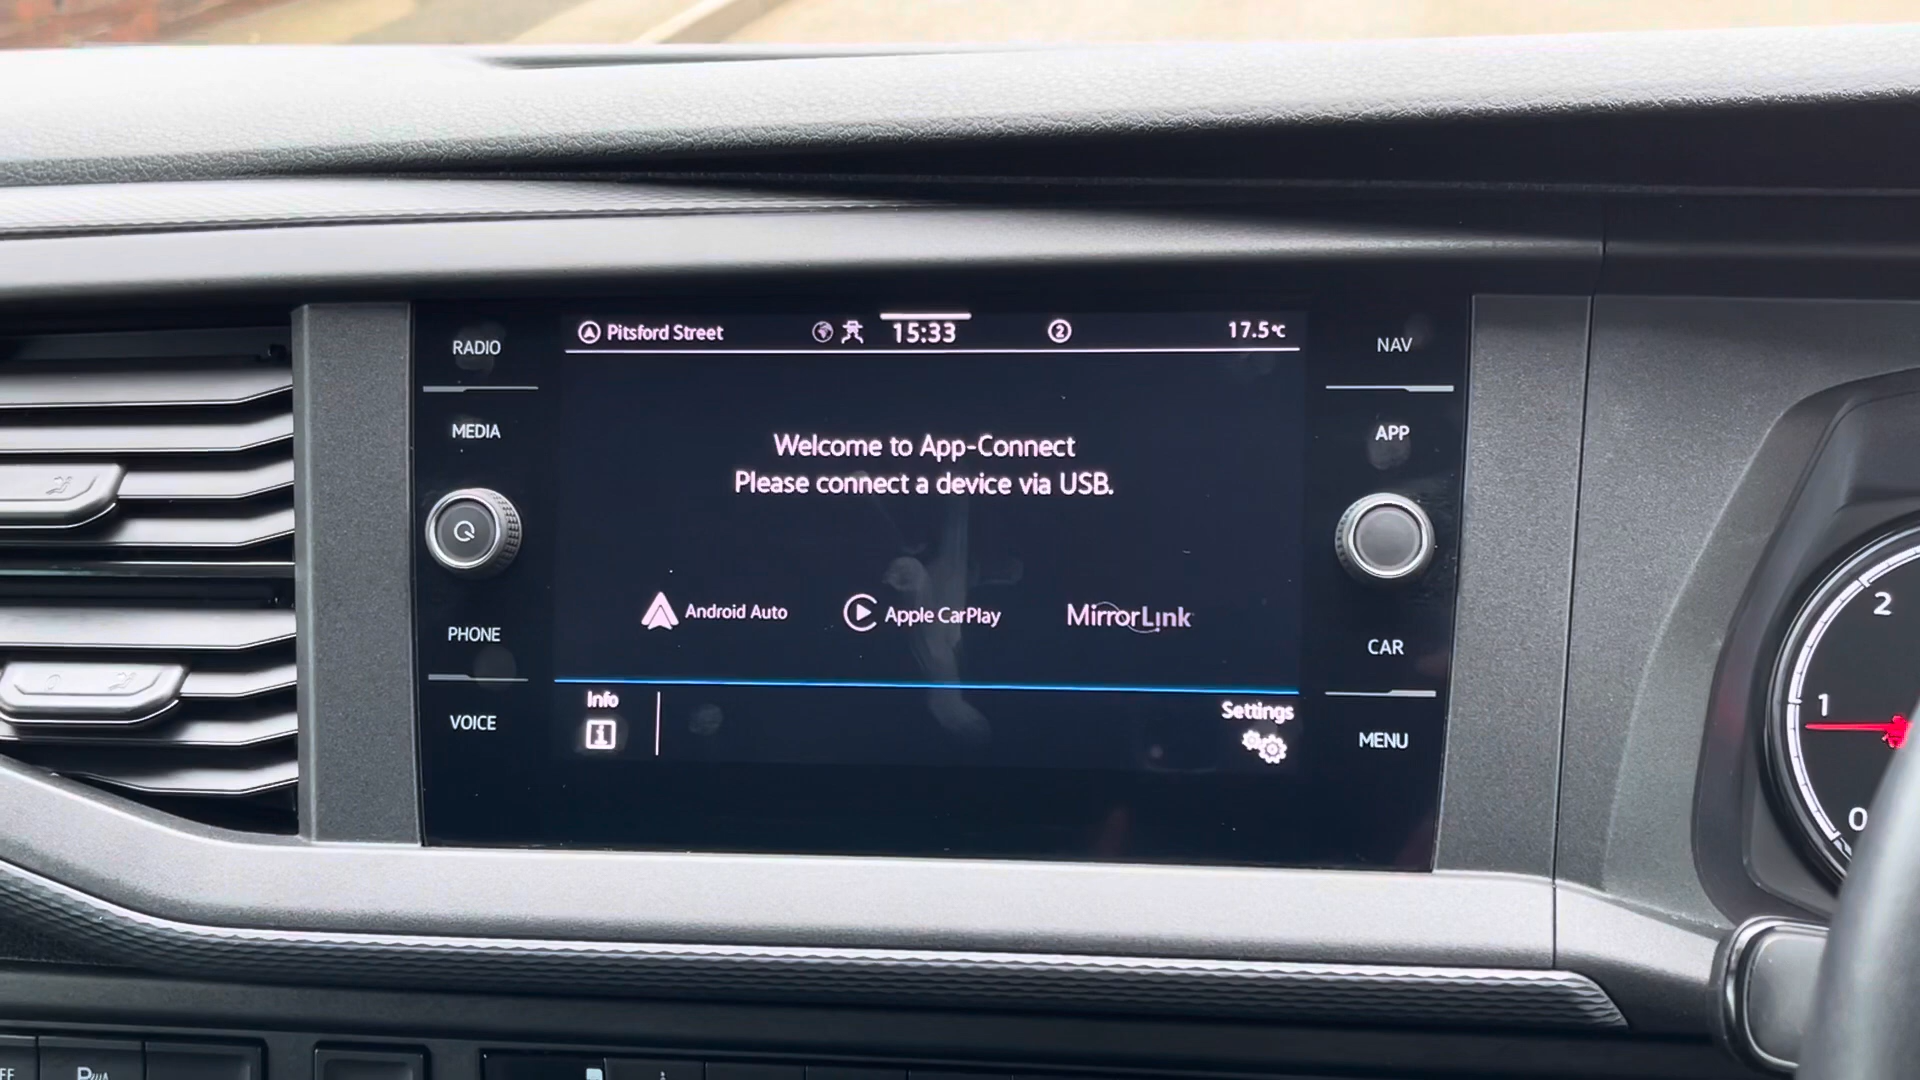 Pitsford Street
15:33
2
17.5°C
RADIO
NAV
MEDIA
APP
Welcome to App-Connect
Please connect a device via USB.
Android Auto
Apple CarPlay
MirrorLink
PHONE
CAR
Info
Settings
VOICE
MENU
2
1
0
P